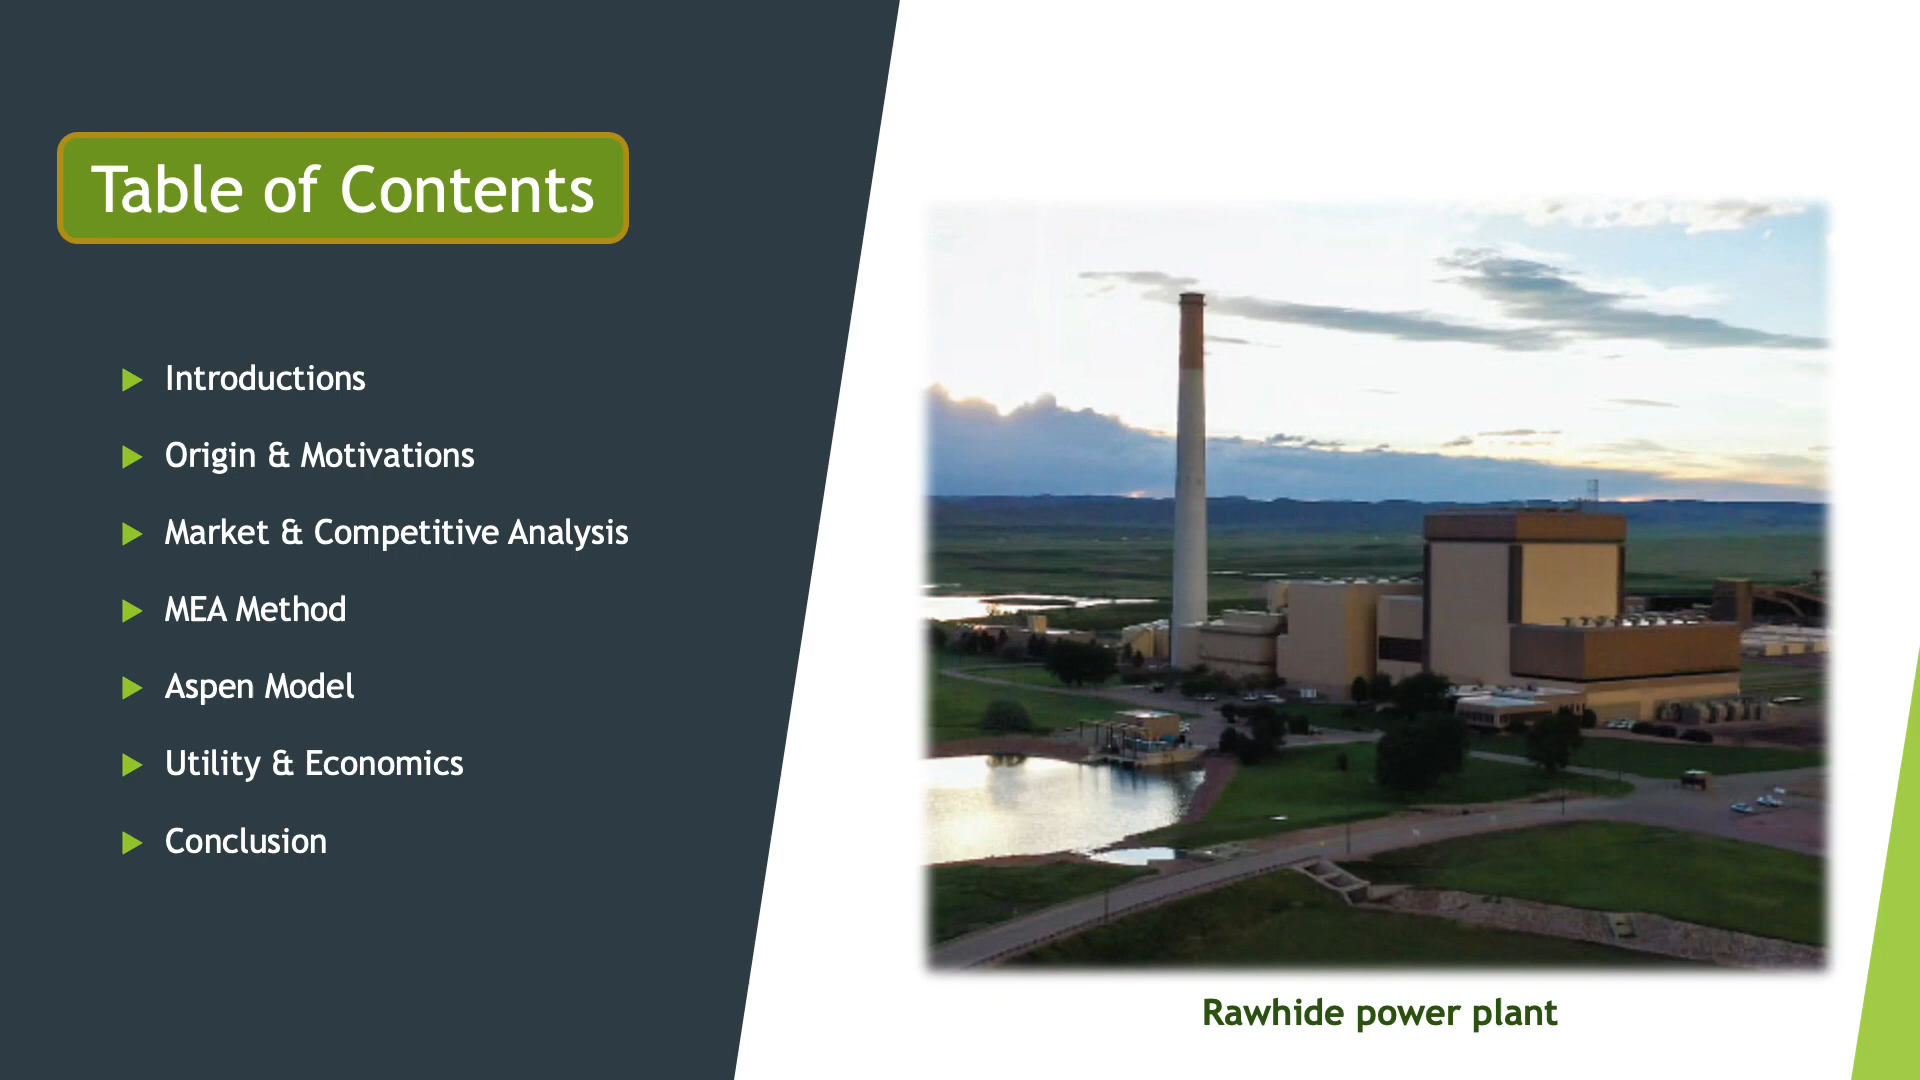 Table of Contents
Introductions
Origin & Motivations
Market & Competitive Analysis
MEA Method
Aspen Model
Utility & Economics
Conclusion
Rawhide power plant